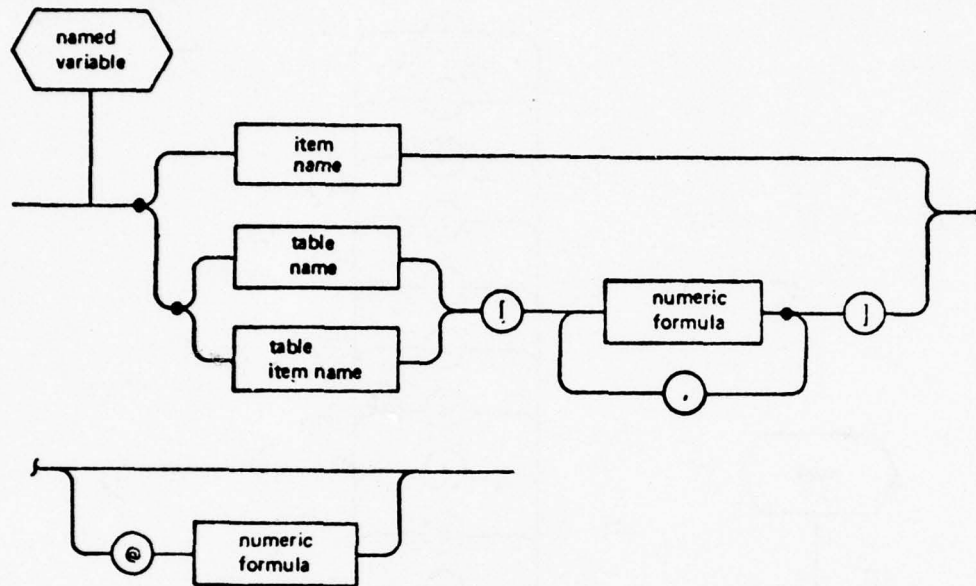 named
variable
item
name
table
name
table
item name
[
numeric
formula
]
,
@
numeric
formula